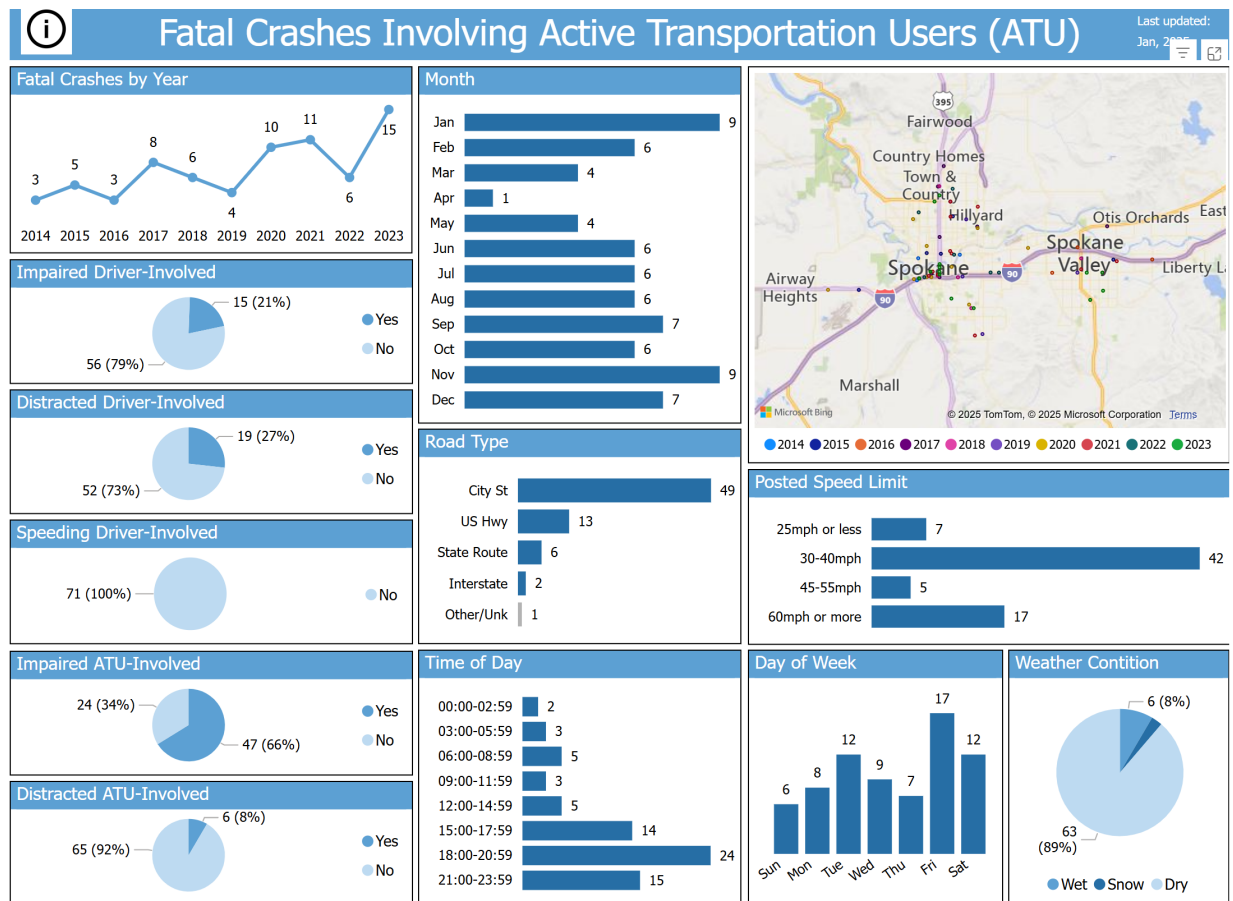 i
Fatal Crashes Involving Active Transportation Users (ATU)
Last updated:
Jan, 2025
Fatal Crashes by Year
3
5
3
8
6
4
10
11
6
15
2014 2015 2016 2017 2018 2019 2020 2021 2022 2023
Impaired Driver-Involved
15 (21%)
56 (79%)
Yes
No
Distracted Driver-Involved
19 (27%)
52 (73%)
Yes
No
Speeding Driver-Involved
71 (100%)
No
Impaired ATU-Involved
24 (34%)
47 (66%)
Yes
No
Distracted ATU-Involved
6 (8%)
65 (92%)
Yes
No
Month
Jan 9
Feb 6
Mar 4
Apr 1
May 4
Jun 6
Jul 6
Aug 6
Sep 7
Oct 6
Nov 9
Dec 7
Road Type
City St 49
US Hwy 13
State Route 6
Interstate 2
Other/Unk 1
Time of Day
00:00-02:59 2
03:00-05:59 3
06:00-08:59 5
09:00-11:59 3
12:00-14:59 5
15:00-17:59 14
18:00-20:59 24
21:00-23:59 15
395
Fairwood
Country Homes
Town &
Country
Hillyard
Otis Orchards
East
Spokane
Valley
Spokane
90
Liberty L
Airway
Heights
90
Marshall
Microsoft Bing
© 2025 TomTom, © 2025 Microsoft Corporation Terms
2014 2015 2016 2017 2018 2019 2020 2021 2022 2023
Posted Speed Limit
25mph or less 7
30-40mph 42
45-55mph 5
60mph or more 17
Day of Week
6
8
12
9
7
17
12
Sun Mon Tue Wed Thu Fri Sat
Weather Contition
6 (8%)
63
(89%)
Wet Snow Dry